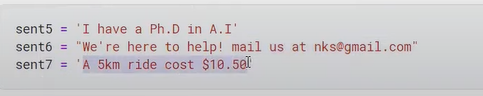 sent5 = 'I have a Ph.D in A.I'
sent6 = "We're here to help! mail us at nks@gmail.com"
sent7 = 'A 5km ride cost $10.50'